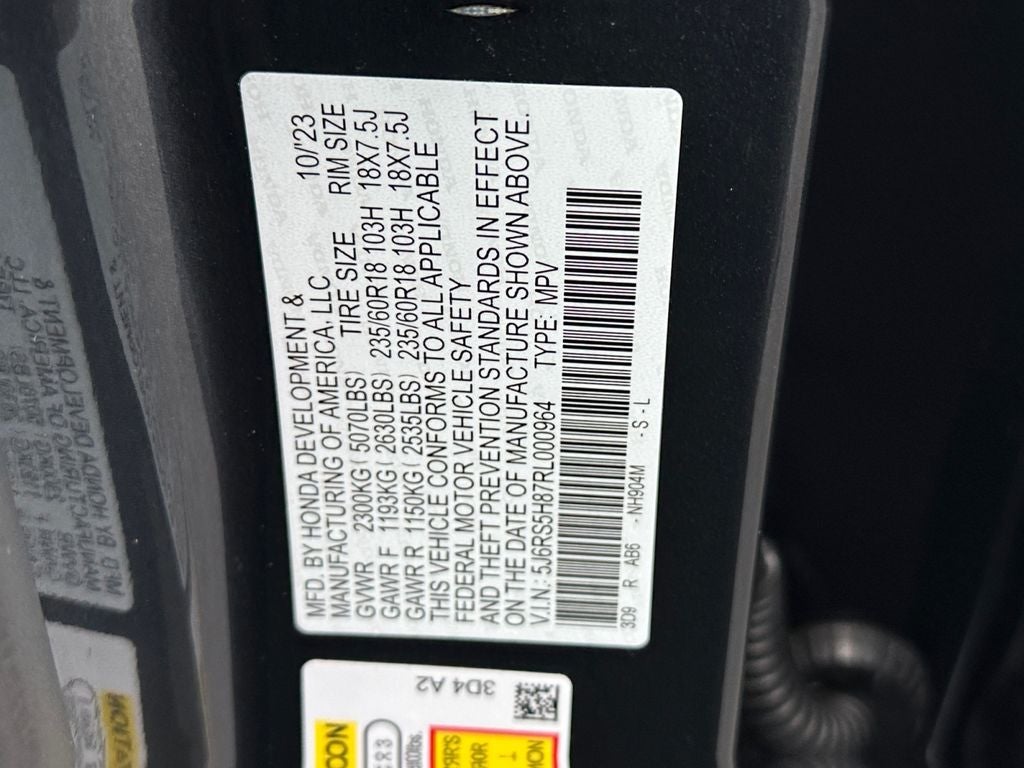 MFD. BY HONDA DEVELOPMENT & 10/'23
MANUFACTURING OF AMERICA, LLC
TIRE SIZE RIM SIZE
GVWR 2300KG ( 5070LBS)
GAWR F 1193KG ( 2630LBS) 235/60R18 103H 18X7.5J
GAWR R 1150KG ( 2535LBS) 235/60R18 103H 18X7.5J
THIS VEHICLE CONFORMS TO ALL APPLICABLE
FEDERAL MOTOR VEHICLE SAFETY
AND THEFT PREVENTION STANDARDS IN EFFECT
ON THE DATE OF MANUFACTURE SHOWN ABOVE.
V.I.N.: 5J6RS5H87RL000964 TYPE: MPV
3D9 R AB6 - NH904M - S - L
3D4 A2